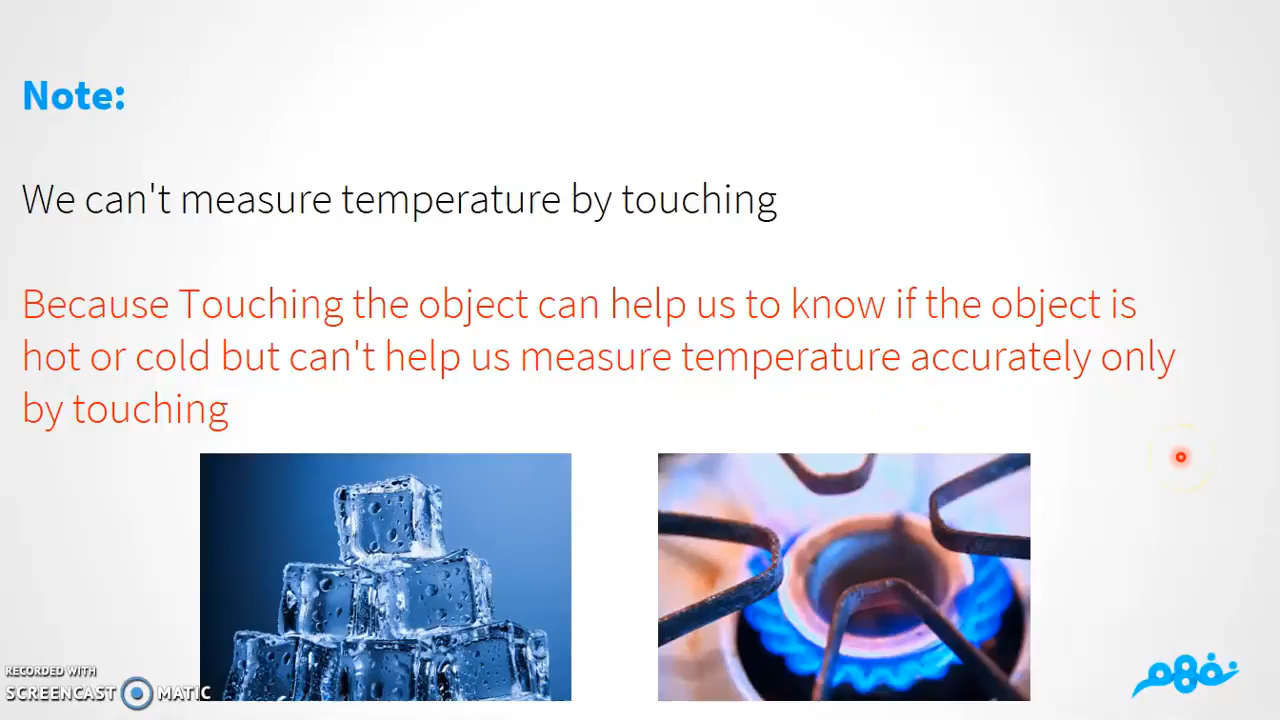 Note:
We can't measure temperature by touching
Because Touching the object can help us to know if the object is
hot or cold but can't help us measure temperature accurately only
by touching
RECORDED WITH
SCREENCAST MATIC
نفهم